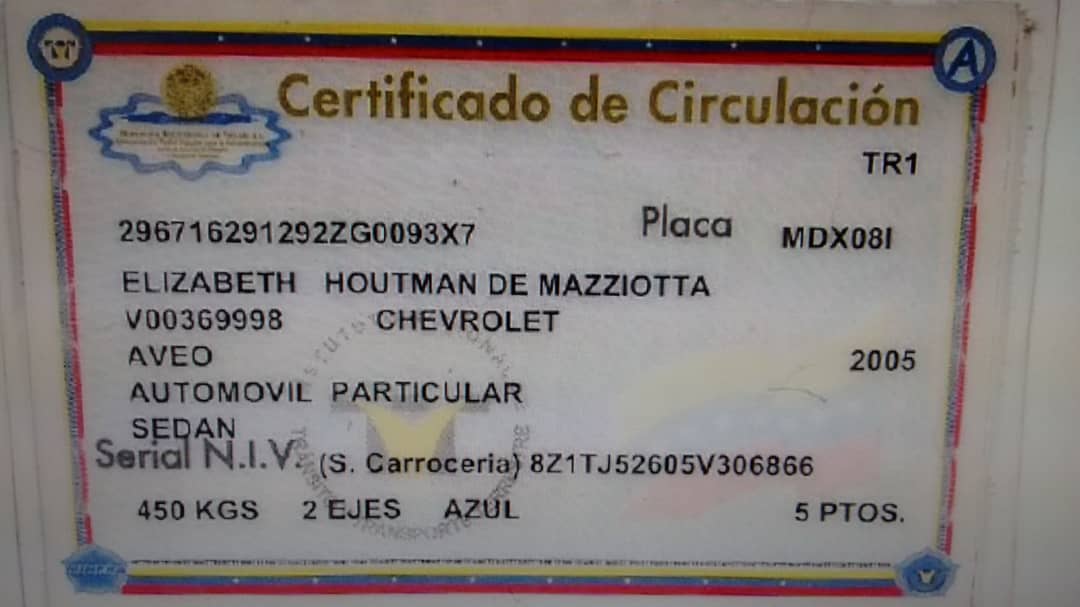 Certificado de Circulación
TR1
296716291292ZG0093X7 Placa MDX08I
ELIZABETH HOUTMAN DE MAZZIOTTA
V00369998 CHEVROLET
AVEO 2005
AUTOMOVIL PARTICULAR
SEDAN
Serial N.I.V. (S. Carroceria) 8Z1TJ52605V306866
450 KGS 2 EJES AZUL 5 PTOS.